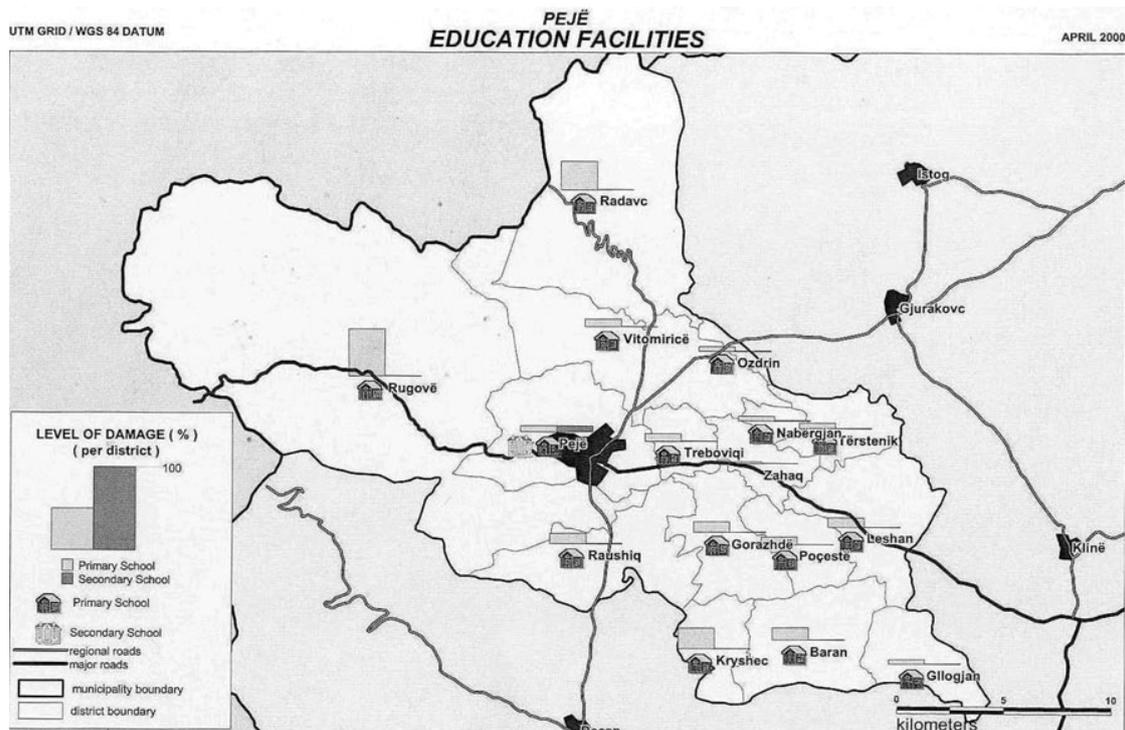 PEJË
UTM GRID / WGS 84 DATUM
EDUCATION FACILITIES
APRIL 2000
Istog
Radavc
Gjurakovc
Vitomiricë
Ozdrin
Rugovë
LEVEL OF DAMAGE ( % )
( per district )
100
Primary School
Secondary School
Primary School
Secondary School
regional roads
major roads
municipality boundary
district boundary
Pejë
Nabergjan
Tërstenik
Treboviqi
Zahaq
Gorazhdë
Leshan
Raushiq
Poçestë
Klinë
Kryshec
Baran
Gllogjan
0 5 10
kilometers